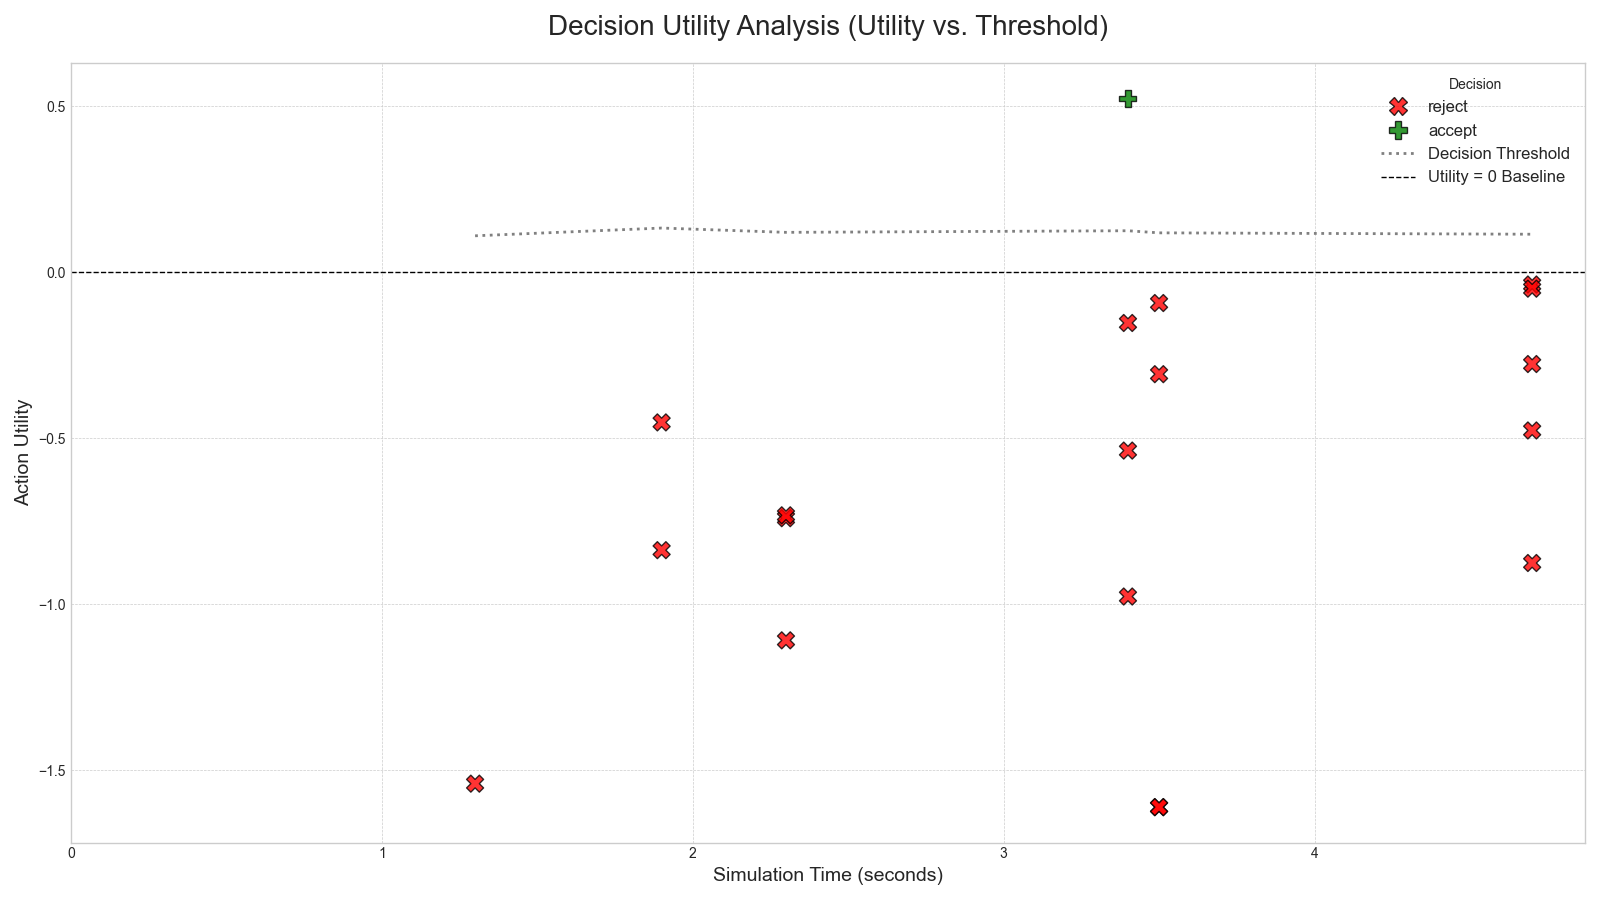 Decision Utility Analysis (Utility vs. Threshold)
Decision
reject
accept
Decision Threshold
Utility = 0 Baseline
Action Utility
0.5
0.0
−0.5
−1.0
−1.5
0 1 2 3 4
Simulation Time (seconds)